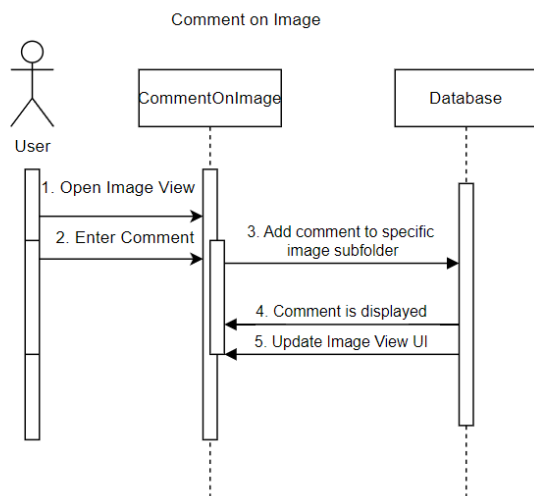 Comment on Image
CommentOnImage
Database
User
1. Open Image View
2. Enter Comment
3. Add comment to specific
image subfolder
4. Comment is displayed
5. Update Image View UI